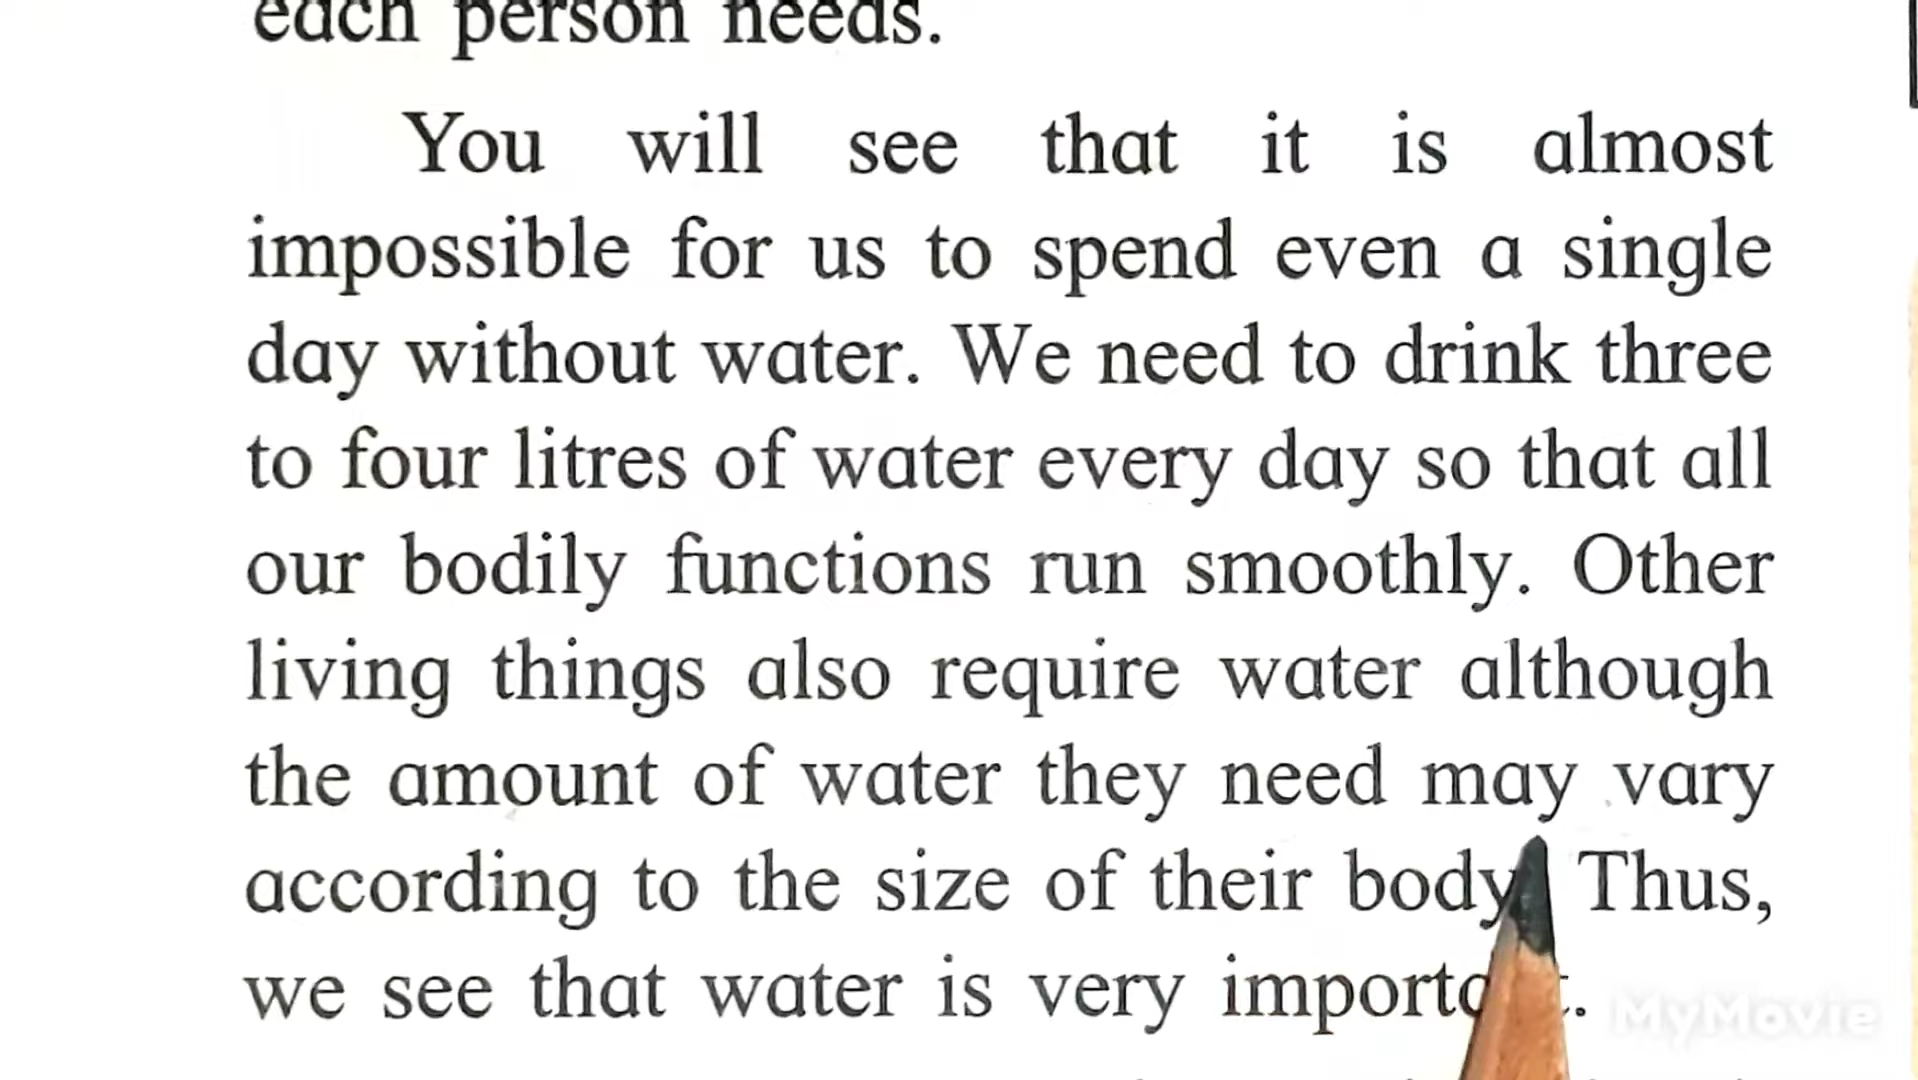 each person needs.
You will see that it is almost
impossible for us to spend even a single
day without water. We need to drink three
to four litres of water every day so that all
our bodily functions run smoothly. Other
living things also require water although
the amount of water they need may vary
according to the size of their body Thus,
we see that water is very
MyMovie